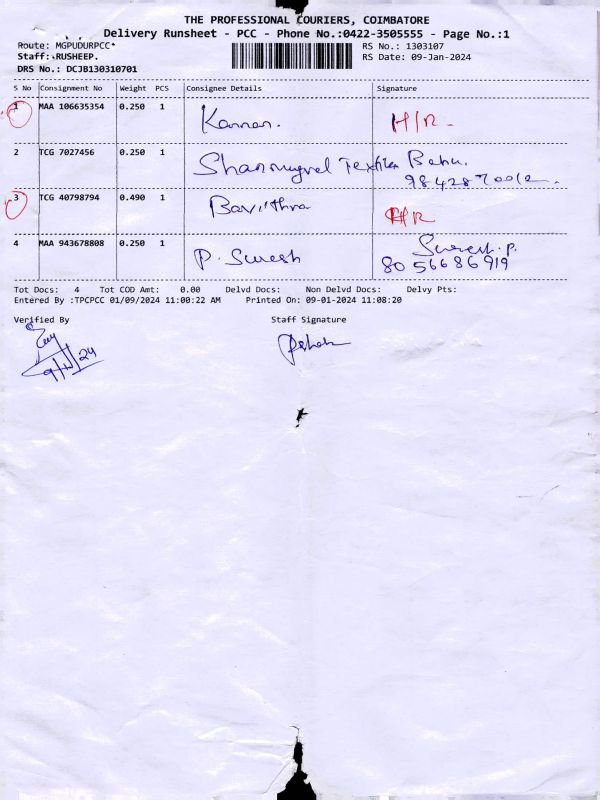 THE PROFESSIONAL COURIERS, COIMBATORE
Delivery Runsheet - PCC - Phone No.:0422-3505555 - Page No.:1
Route: MGPUDURPCC* RS No.: 1303107
Staff: RUSHEEP. RS Date: 09-Jan-2024
DRS No.: DCJB130310701
S No Consignment No Weight PCS Consignee Details Signature
1 MAA 106635354 0.250 1 Kannan. H/R -
2 TCG 7027456 0.250 1 Shanmugvel Textiles Babu.
3 TCG 40798794 0.490 1 Bavithra H/R
4 MAA 943678808 0.250 1 P. Suresh Suresh. P.
80 56686919
Tot Docs: 4 Tot COD Amt: 0.00 Delvd Docs: Non Delvd Docs: Delvy Pts:
Entered By :TPCPCC 01/09/2024 11:00:22 AM Printed On: 09-01-2024 11:08:20
Verified By Staff Signature